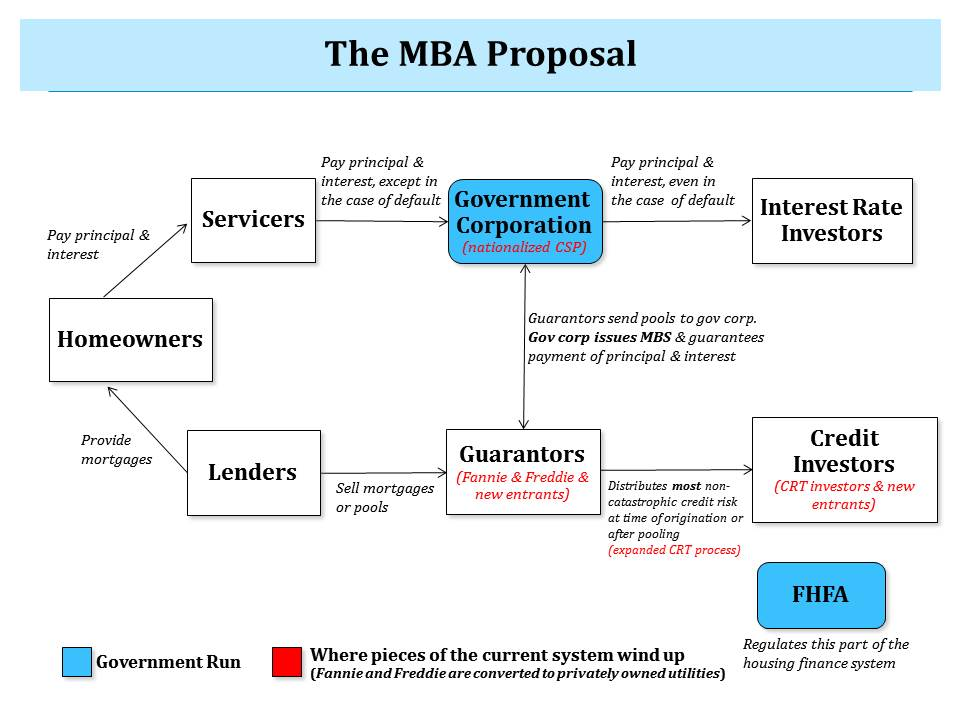 The MBA Proposal
Pay principal &
interest, except in
the case of default
Pay principal &
interest, even in
the case of default
Servicers
Government
Corporation
(nationalized CSP)
Interest Rate
Investors
Pay principal &
interest
Homeowners
Guarantors send pools to gov corp.
Gov corp issues MBS & guarantees
payment of principal & interest
Provide
mortgages
Lenders
Sell mortgages
or pools
Guarantors
(Fannie & Freddie &
new entrants)
Distributes most non-
catastrophic credit risk
at time of origination or
after pooling
(expanded CRT process)
Credit
Investors
(CRT investors & new
entrants)
FHFA
Regulates this part of the
housing finance system
Government Run
Where pieces of the current system wind up
(Fannie and Freddie are converted to privately owned utilities)